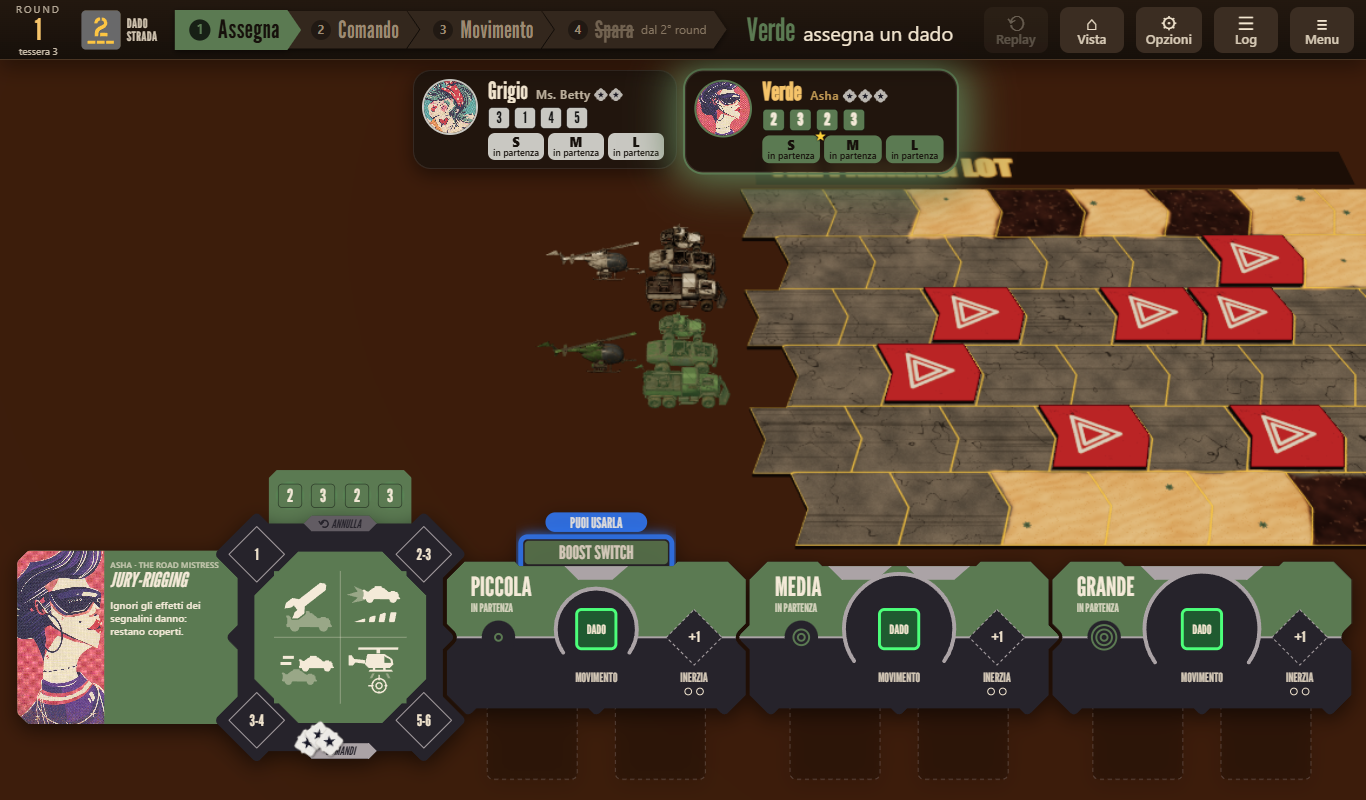 ROUND
1
tessera 3
2
DADO
STRADA
1 Assegna
2 Comando
3 Movimento
4 Spara dal 2° round
Verde assegna un dado
Replay
Vista
Opzioni
Log
Menu
Grigio Ms. Betty
3 1 4 5
S
in partenza
M
in partenza
L
in partenza
Verde Asha
2 3 2 3
S
in partenza
M
in partenza
L
in partenza
LOT
2 3 2 3
ANNULLA
1
2-3
3-4
5-6
ASHA - THE ROAD MISTRESS
JURY-RIGGING
Ignori gli effetti dei
segnalini danno:
restano coperti.
PUOI USARLA
BOOST SWITCH
PICCOLA
IN PARTENZA
DADO
+1
MOVIMENTO
INERZIA
MEDIA
IN PARTENZA
DADO
+1
MOVIMENTO
INERZIA
GRANDE
IN PARTENZA
DADO
+1
MOVIMENTO
INERZIA